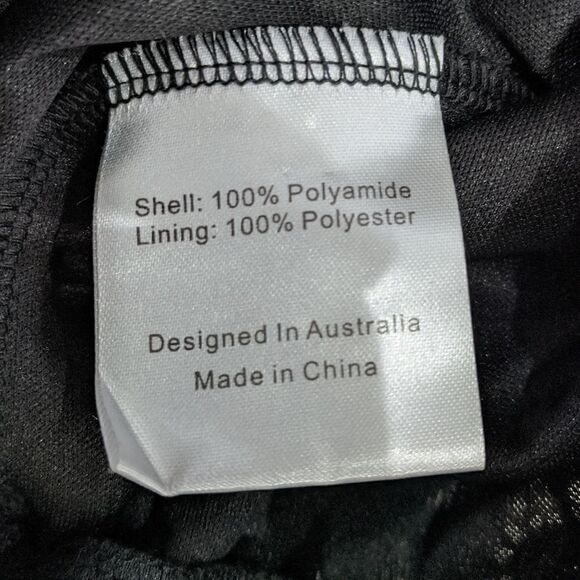 Shell: 100% Polyamide
Lining: 100% Polyester
Designed In Australia
Made in China